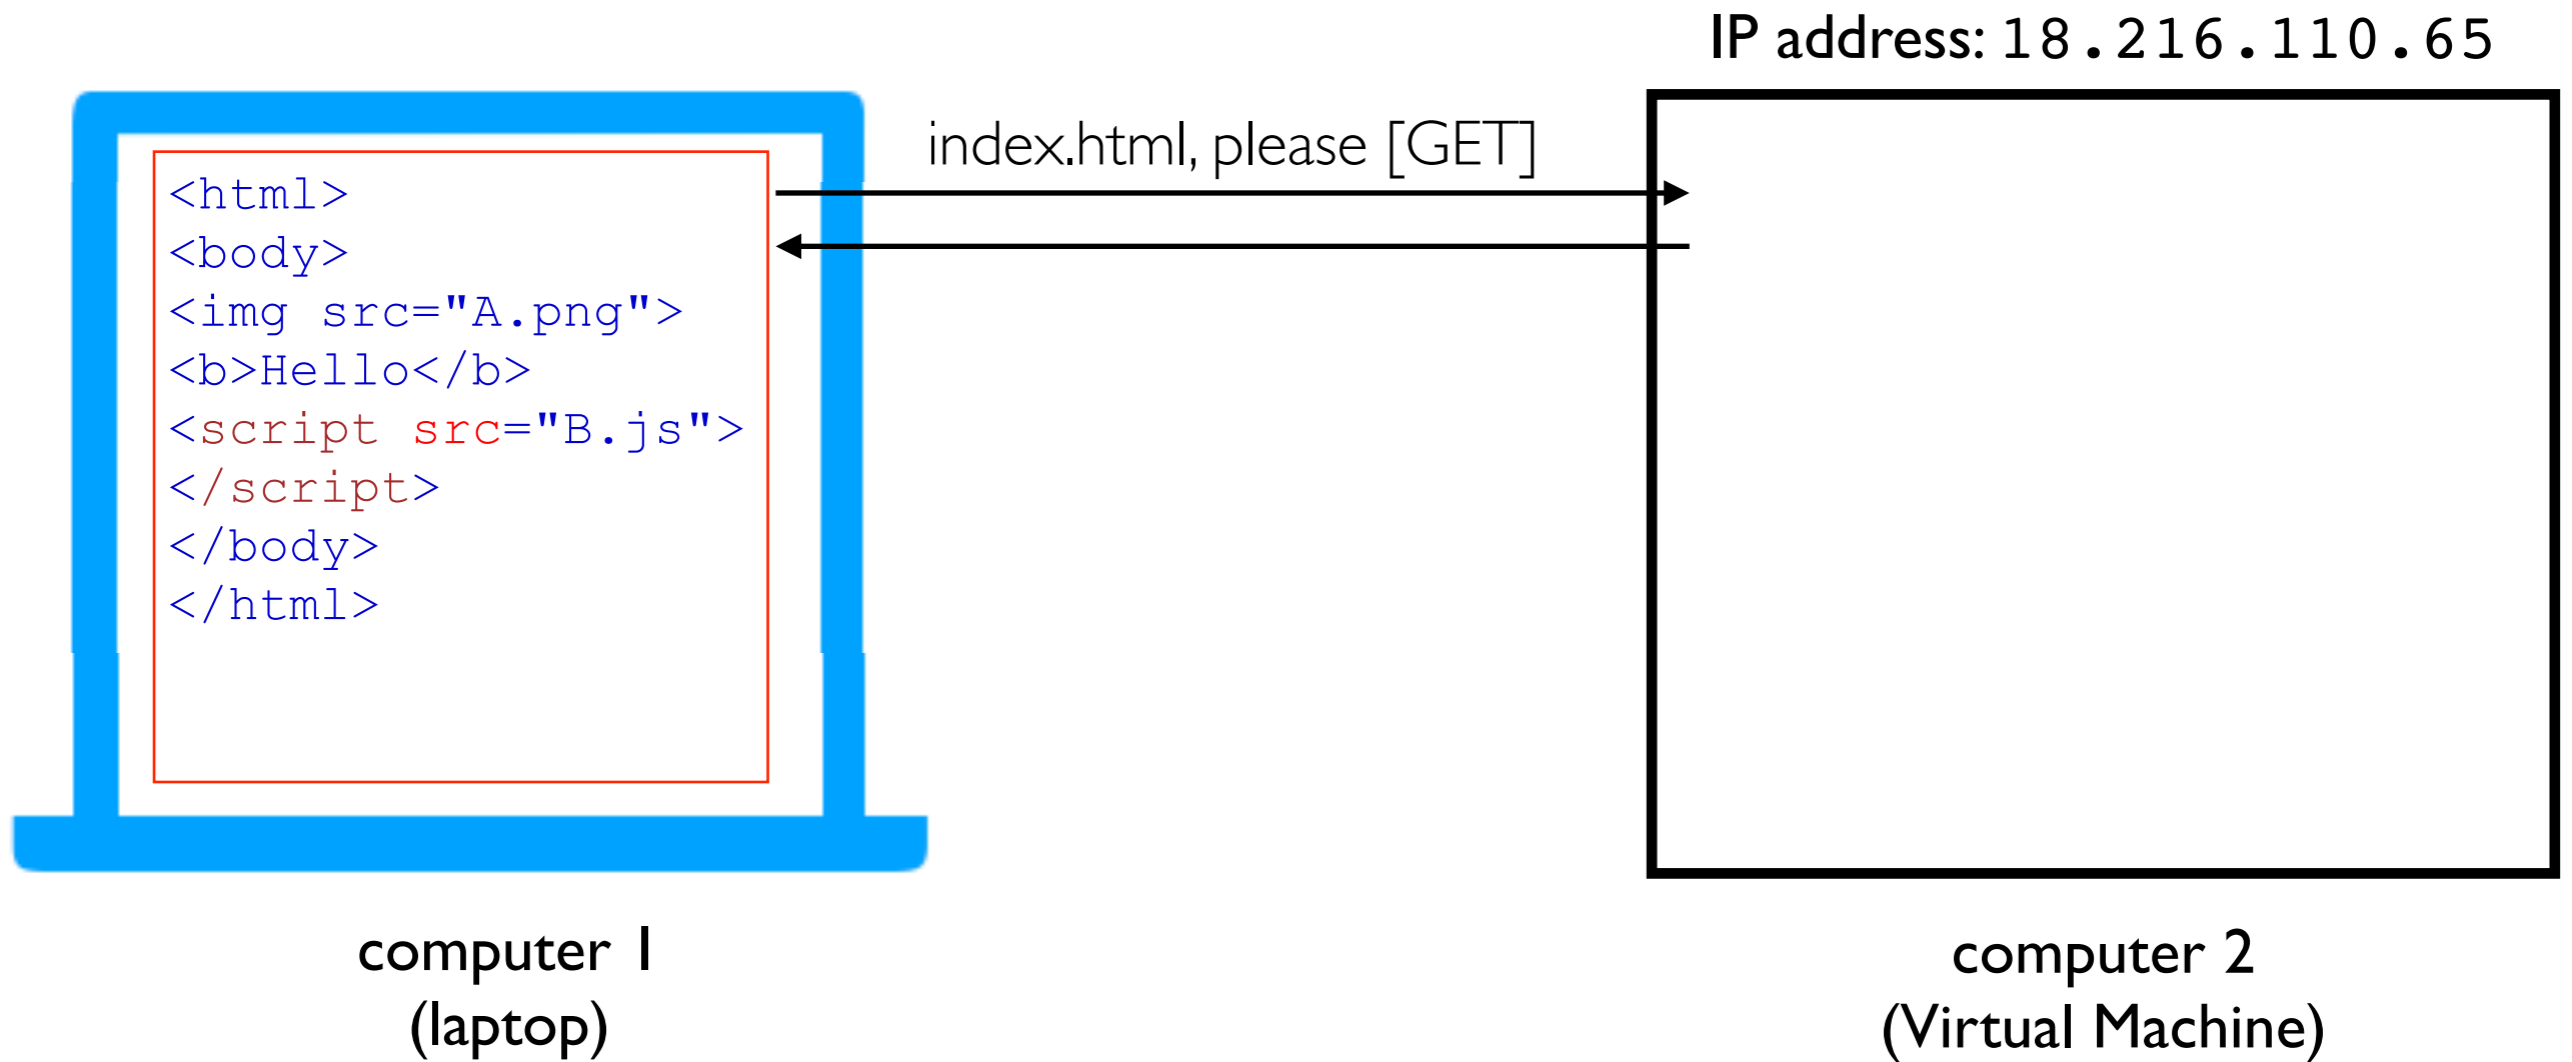 IP address: 18.216.110.65
index.html, please [GET]
<html>
<body>
<img src="A.png">
<b>Hello</b>
<script src="B.js">
</script>
</body>
</html>
computer 1
(laptop)
computer 2
(Virtual Machine)